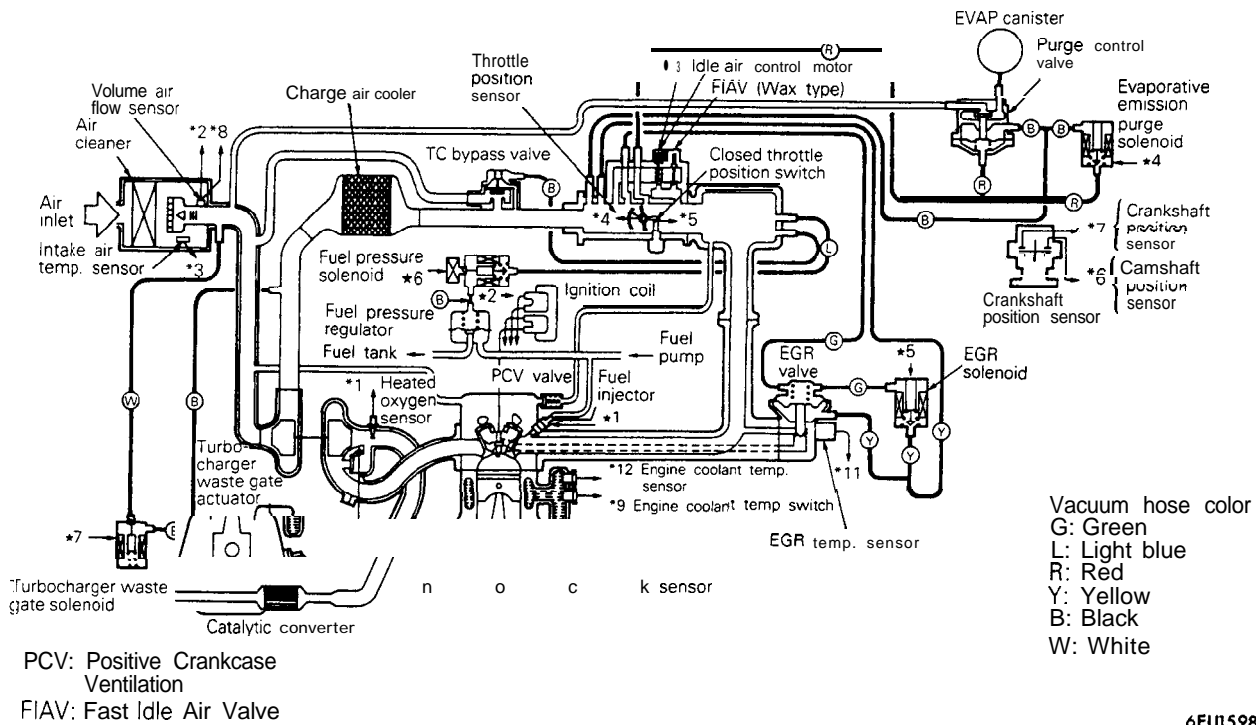 EVAP canister
Purge control
valve
Evaporative
emission
purge
solenoid
*4
R
3 Idle air control motor
FIAV (Wax type)
Throttle
position
sensor
Closed throttle
position switch
*4
*5
Charge air cooler
TC bypass valve
B
Volume air
flow sensor
*2 *8
Air
cleaner
Air
inlet
Intake air
temp. sensor
*3
B
B
R
B
R
L
*7
Crankshaft
position
sensor
*6
Camshaft
position
sensor
Crankshaft
position sensor
Fuel pressure
solenoid
*6
B
*2
Ignition coil
Fuel pressure
regulator
Fuel tank
Fuel
pump
PCV valve
Fuel
injector
*1
*1
Heated
oxygen
sensor
G
EGR
valve
G
*5
EGR
solenoid
Y
Y
Y
*11
EGR temp. sensor
W
B
Turbo-
charger
waste gate
actuator
*12 Engine coolant temp.
sensor
*9 Engine coolant temp switch
*7
Turbocharger waste
gate solenoid
Catalytic converter
n o c k sensor
Vacuum hose color
G: Green
L: Light blue
R: Red
Y: Yellow
B: Black
W: White
PCV: Positive Crankcase
Ventilation
FIAV: Fast Idle Air Valve
6FU1598